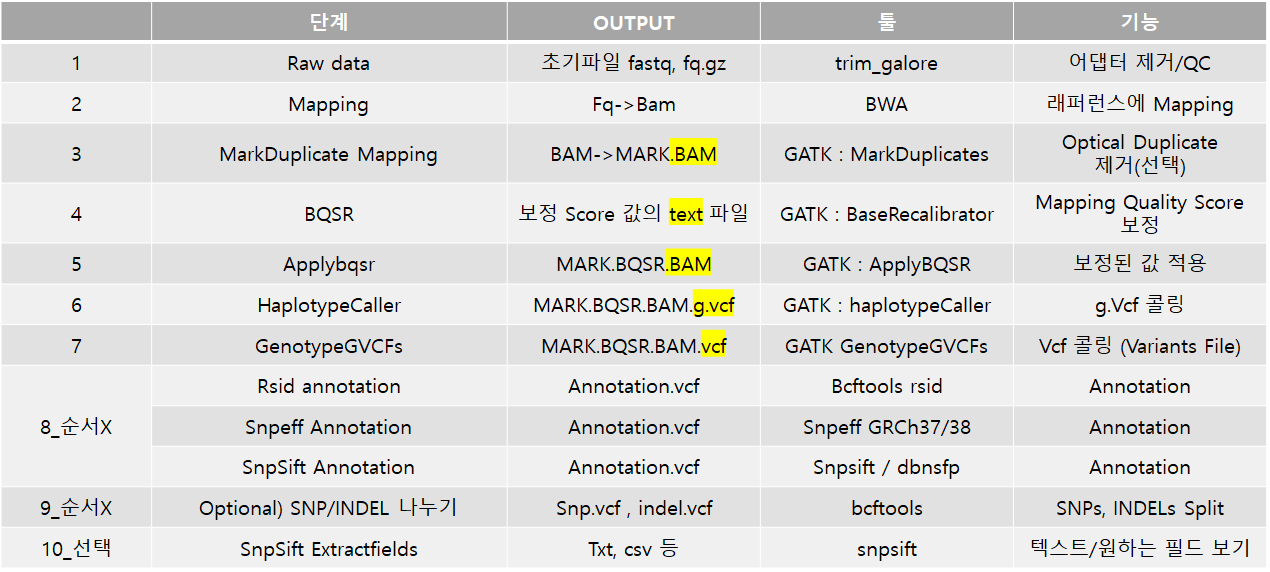 단계 OUTPUT 툴 기능
1 Raw data 초기파일 fastq, fq.gz trim_galore 어댑터 제거/QC
2 Mapping Fq->Bam BWA 래퍼런스에 Mapping
3 MarkDuplicate Mapping BAM->MARK.BAM GATK : MarkDuplicates Optical Duplicate
제거(선택)
4 BQSR 보정 Score 값의 text 파일 GATK : BaseRecalibrator Mapping Quality Score
보정
5 Applybqsr MARK.BQSR.BAM GATK : ApplyBQSR 보정된 값 적용
6 HaplotypeCaller MARK.BQSR.BAM.g.vcf GATK : haplotypeCaller g.Vcf 콜링
7 GenotypeGVCFs MARK.BQSR.BAM.vcf GATK GenotypeGVCFs Vcf 콜링 (Variants File)
Rsid annotation Annotation.vcf Bcftools rsid Annotation
8_순서X Snpeff Annotation Annotation.vcf Snpeff GRCh37/38 Annotation
SnpSift Annotation Annotation.vcf Snpsift / dbnsfp Annotation
9_순서X Optional) SNP/INDEL 나누기 Snp.vcf , indel.vcf bcftools SNPs, INDELs Split
10_선택 SnpSift Extractfields Txt, csv 등 snpsift 텍스트/원하는 필드 보기